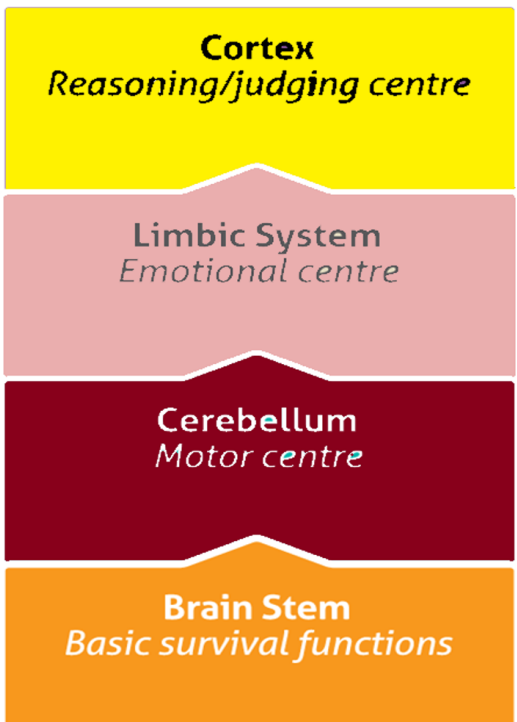 Cortex
Reasoning/judging centre
Limbic System
Emotional centre
Cerebellum
Motor centre
Brain Stem
Basic survival functions